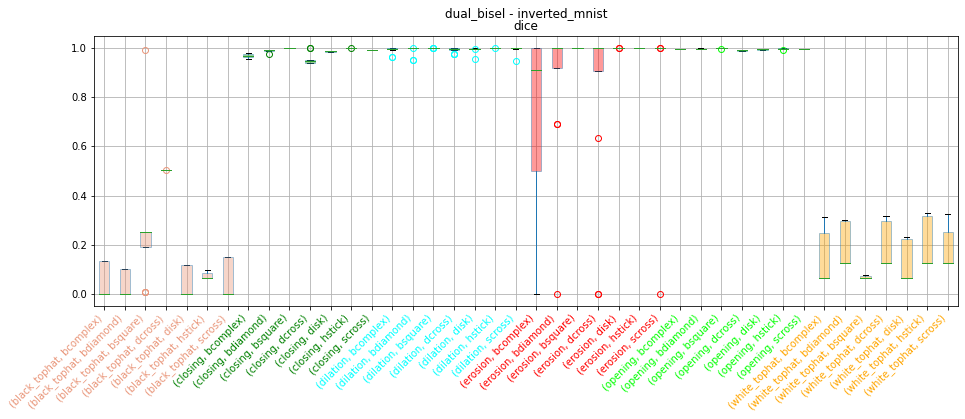 dual_bisel - inverted_mnist
dice
1.0
0.8
0.6
0.4
0.2
0.0
(black_tophat, bcomplex)
(black_tophat, bdiamond)
(black_tophat, bsquare)
(black_tophat, dcross)
(black_tophat, disk)
(black_tophat, hstick)
(black_tophat, scross)
(closing, bcomplex)
(closing, bdiamond)
(closing, bsquare)
(closing, dcross)
(closing, disk)
(closing, hstick)
(closing, scross)
(dilation, bcomplex)
(dilation, bdiamond)
(dilation, bsquare)
(dilation, dcross)
(dilation, disk)
(dilation, hstick)
(dilation, scross)
(erosion, bcomplex)
(erosion, bdiamond)
(erosion, bsquare)
(erosion, dcross)
(erosion, disk)
(erosion, hstick)
(erosion, scross)
(opening, bcomplex)
(opening, bdiamond)
(opening, bsquare)
(opening, dcross)
(opening, disk)
(opening, hstick)
(opening, scross)
(white_tophat, bcomplex)
(white_tophat, bdiamond)
(white_tophat, bsquare)
(white_tophat, dcross)
(white_tophat, disk)
(white_tophat, hstick)
(white_tophat, scross)